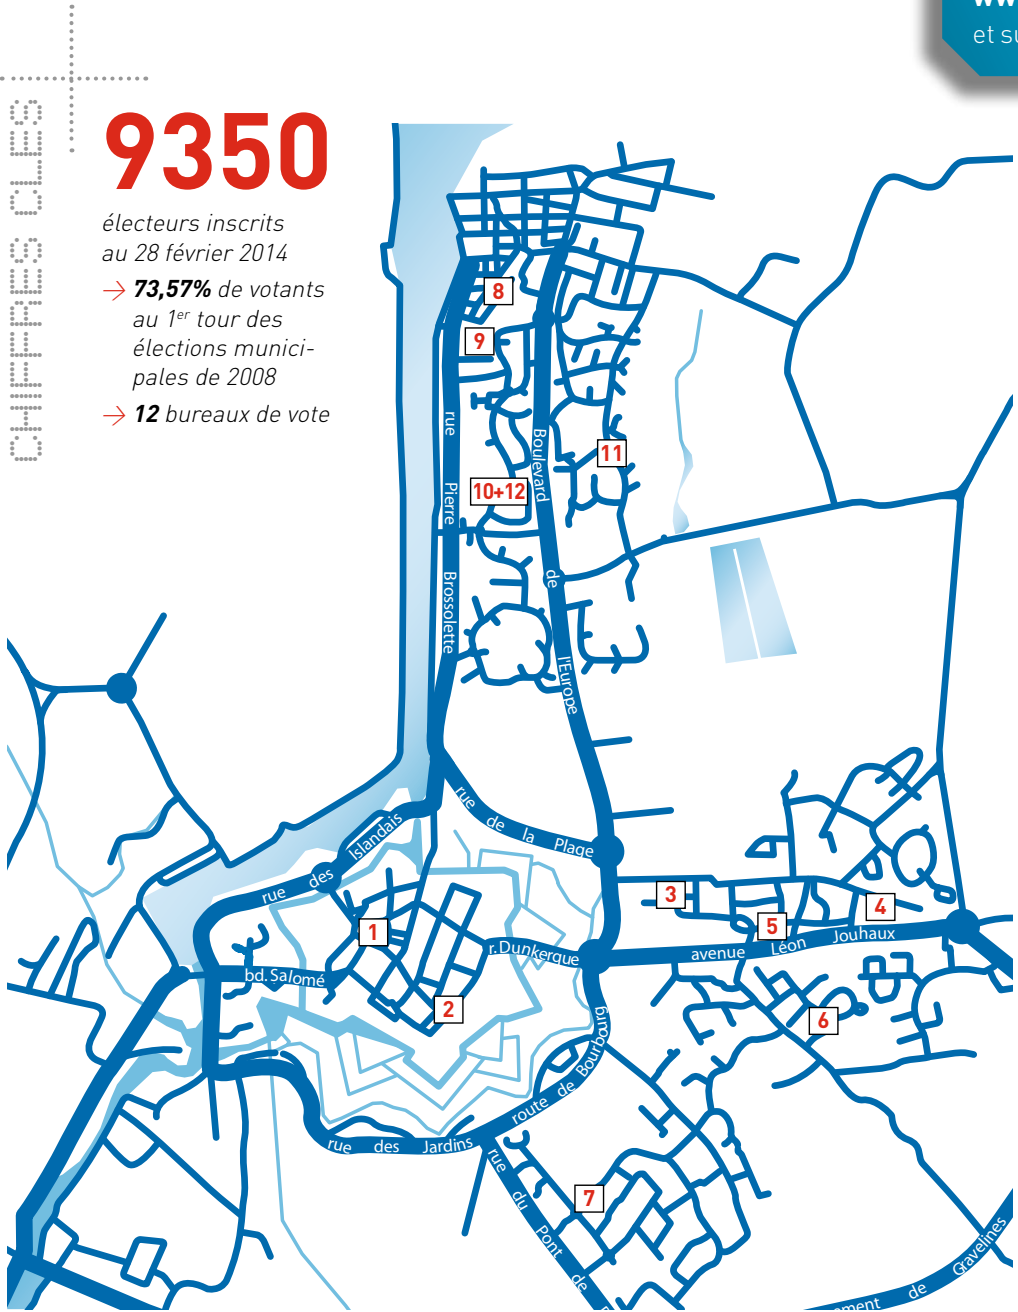 et su
CHIFFRES CLES
9350
électeurs inscrits
au 28 février 2014
→ 73,57% de votants
au 1er tour des
élections munici-
pales de 2008
→ 12 bureaux de vote
8
9
rue Pierre Brossolette
Boulevard de l'Europe
11
10+12
rue de la Plage
rue des Islandais
3
4
5
1
r.Dunkerque
avenue Léon Jouhaux
bd.Salomé
2
6
route de Bourbourg
rue des Jardins
rue du Pont de
7
de Gravelines